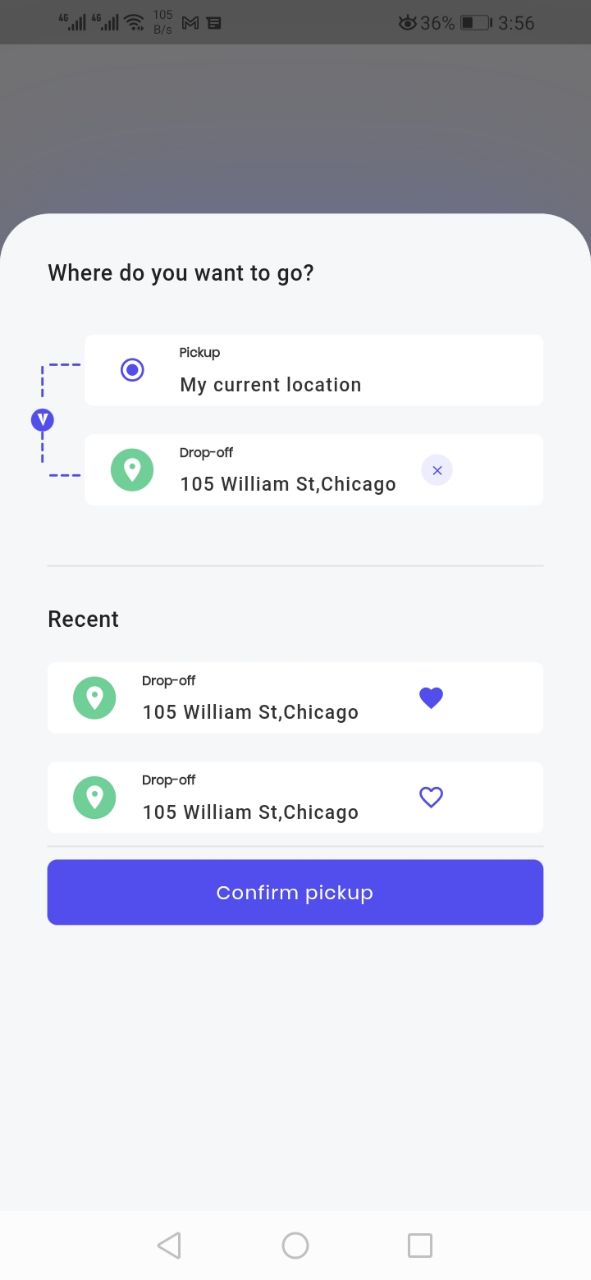 4G 4G 105 B/s 36% 3:56
Where do you want to go?
Pickup
My current location
V
Drop-off
105 William St,Chicago
Recent
Drop-off
105 William St,Chicago
Drop-off
105 William St,Chicago
Confirm pickup